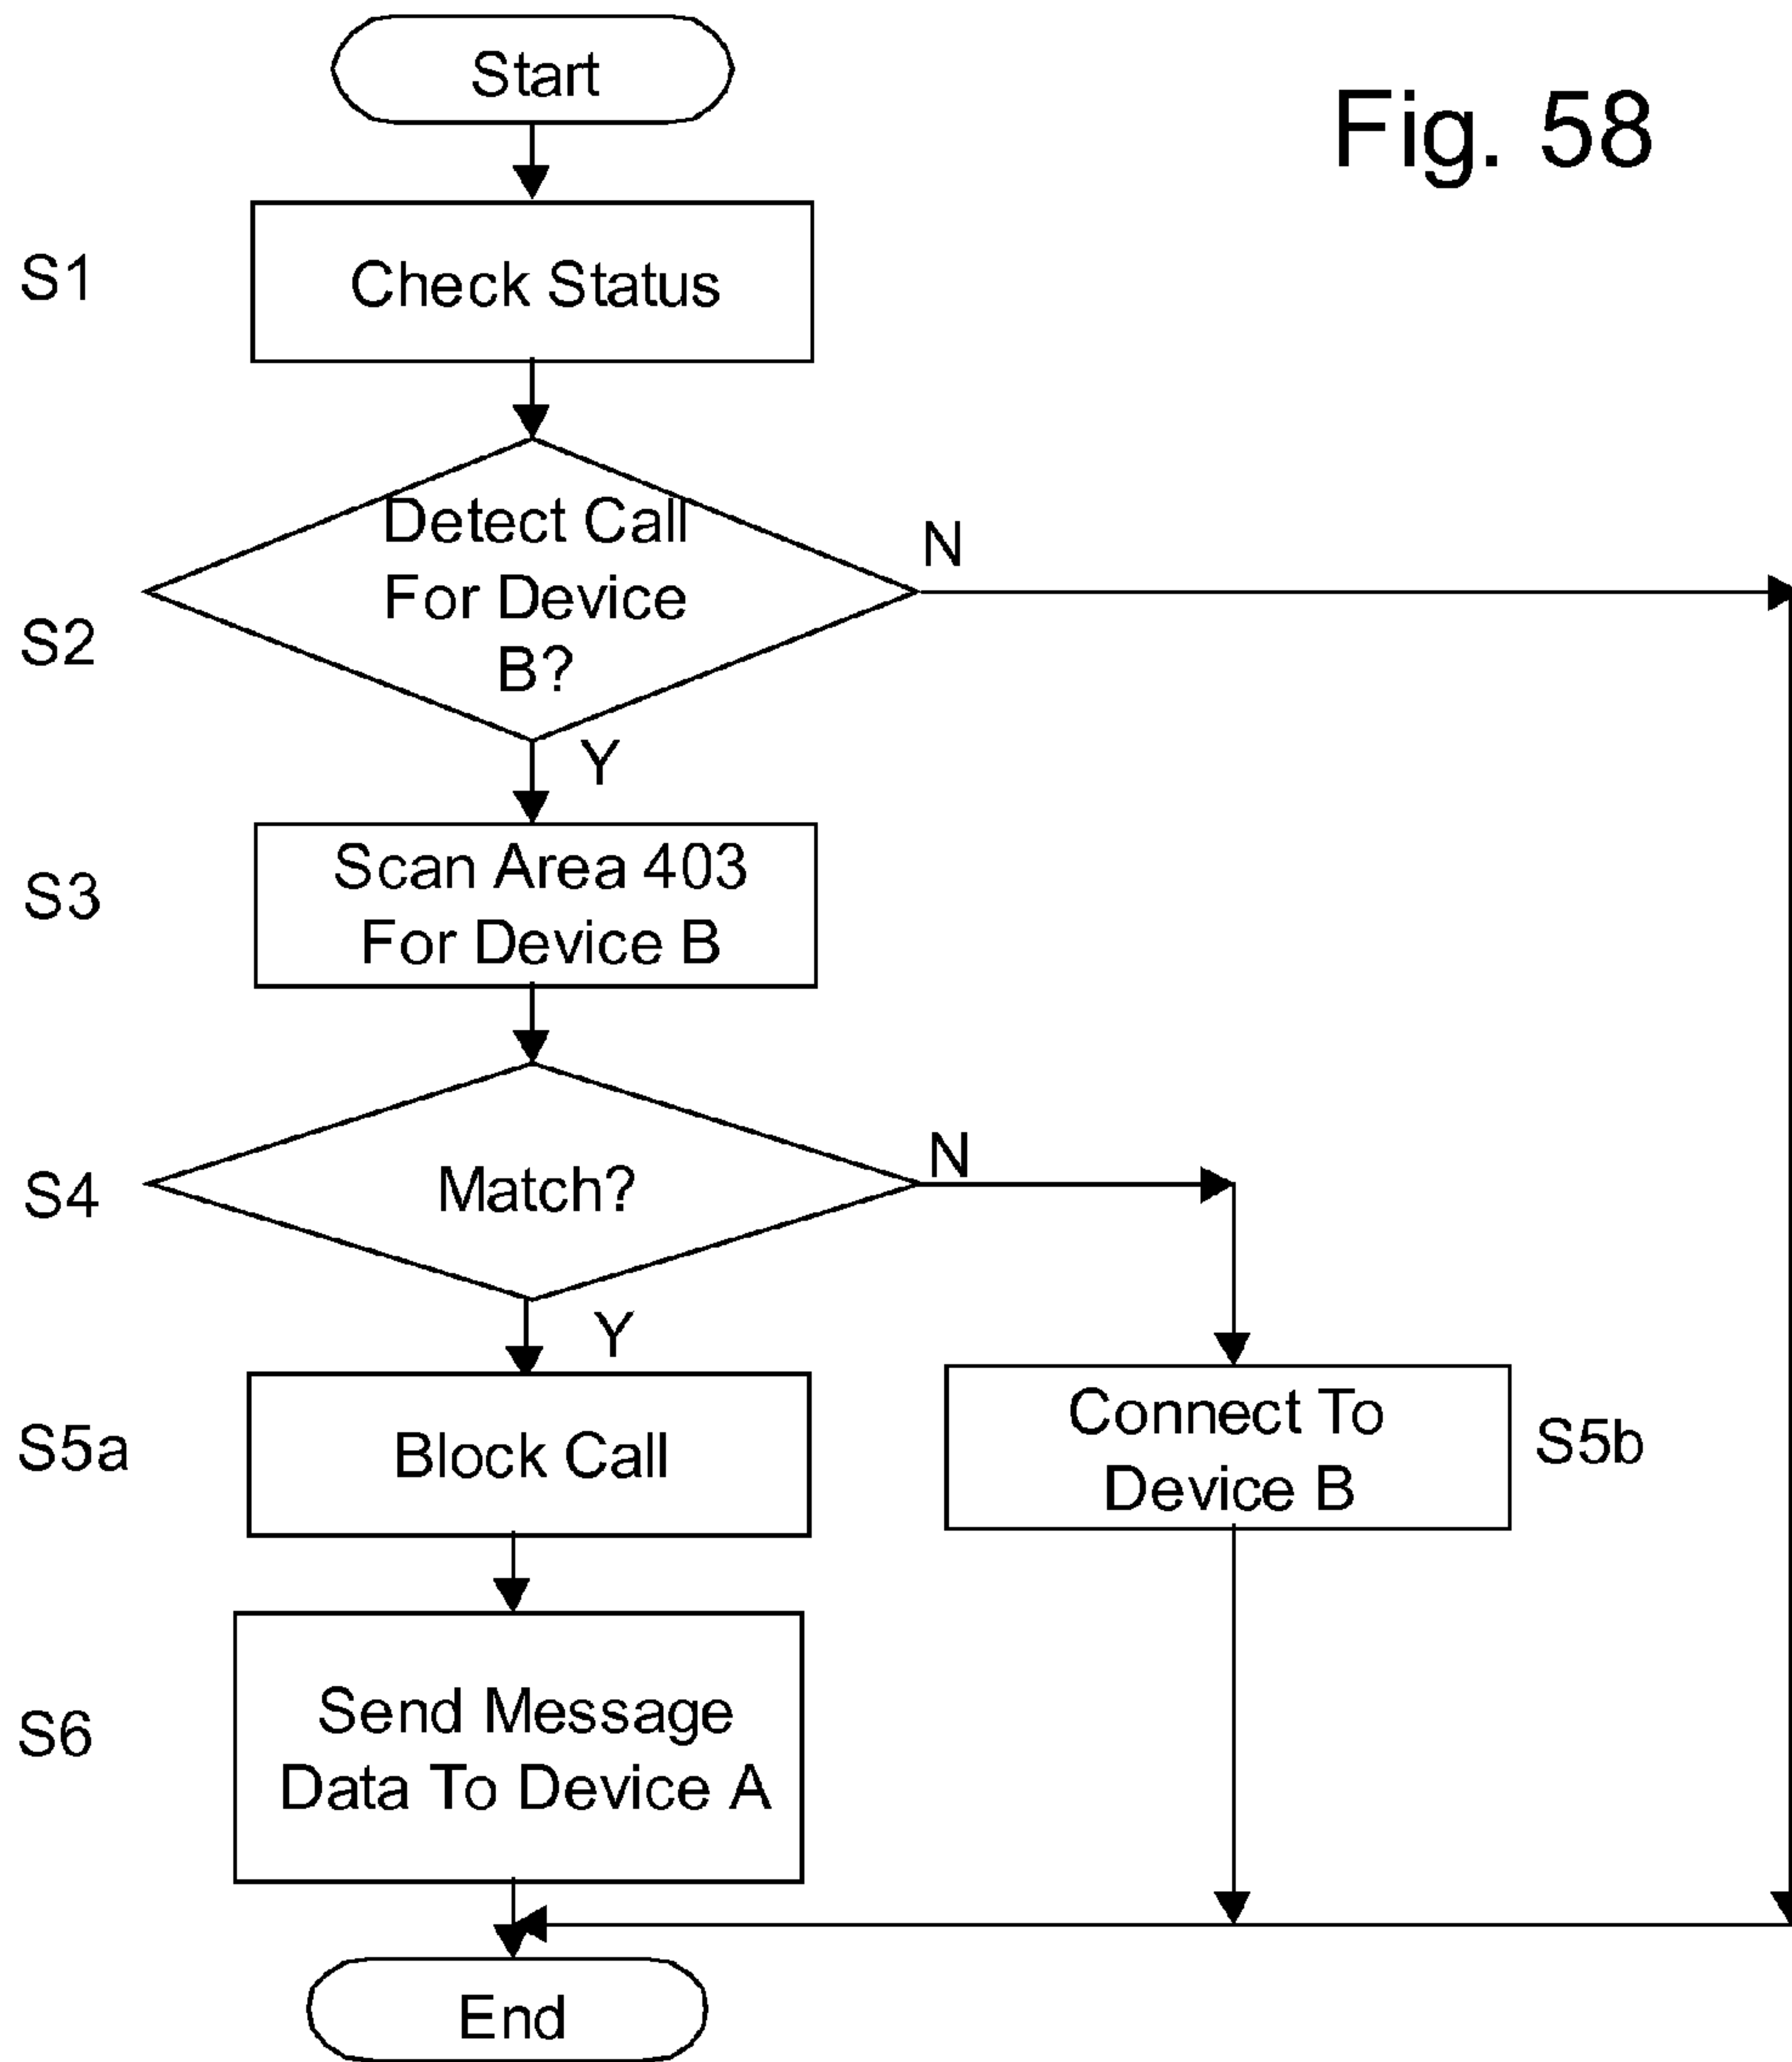 Start
Fig. 58
S1
Check Status
Detect Call
For Device
B?
N
S2
Y
Scan Area 403
For Device B
S3
Match?
N
S4
Y
S5a
Block Call
Connect To
Device B
S5b
Send Message
Data To Device A
S6
End